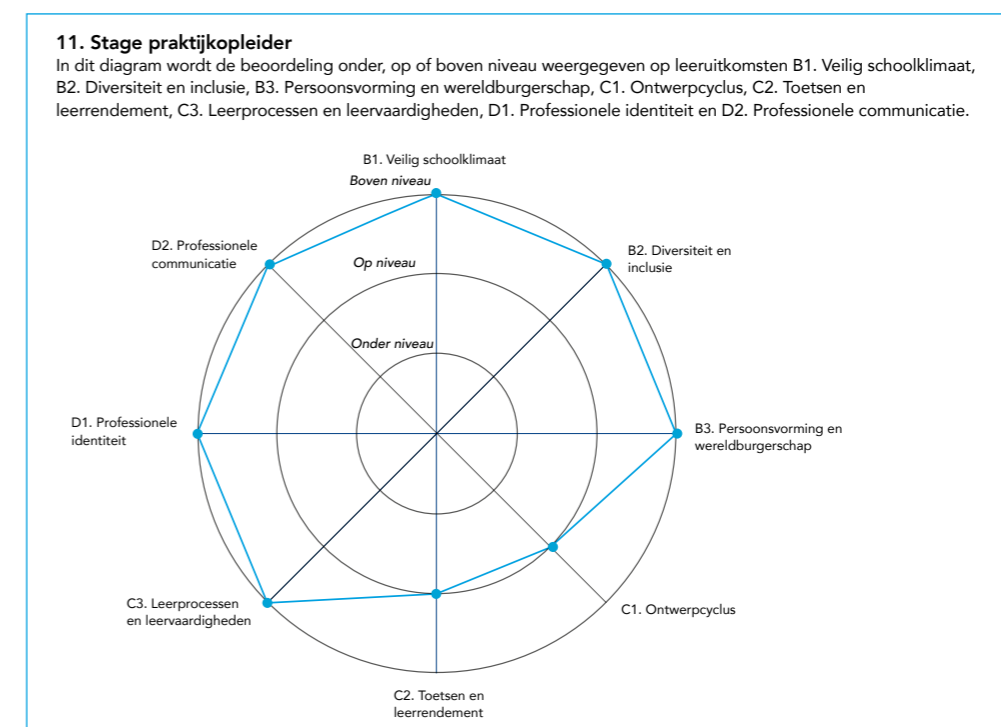 11. Stage praktijkopleider
In dit diagram wordt de beoordeling onder, op of boven niveau weergegeven op leeruitkomsten B1. Veilig schoolklimaat,
B2. Diversiteit en inclusie, B3. Persoonsvorming en wereldburgerschap, C1. Ontwerpcyclus, C2. Toetsen en
leerrendement, C3. Leerprocessen en leervaardigheden, D1. Professionele identiteit en D2. Professionele communicatie.
B1. Veilig schoolklimaat
Boven niveau
D2. Professionele
communicatie
Op niveau
B2. Diversiteit en
inclusie
Onder niveau
D1. Professionele
identiteit
B3. Persoonsvorming en
wereldburgerschap
C3. Leerprocessen
en leervaardigheden
C1. Ontwerpcyclus
C2. Toetsen en
leerrendement